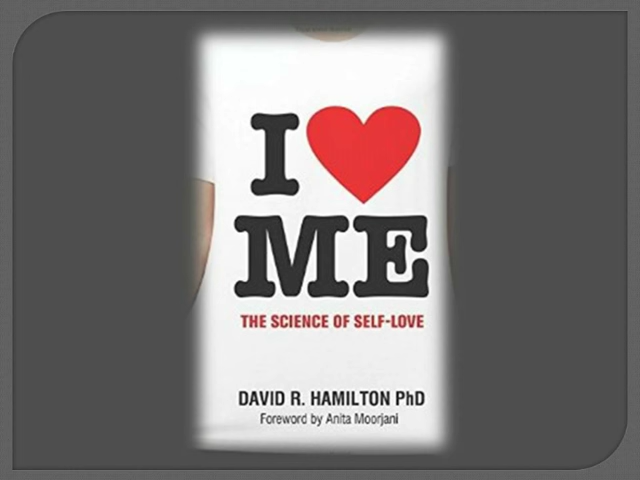 I ♥
ME
THE SCIENCE OF SELF-LOVE
DAVID R. HAMILTON PhD
Foreword by Anita Moorjani